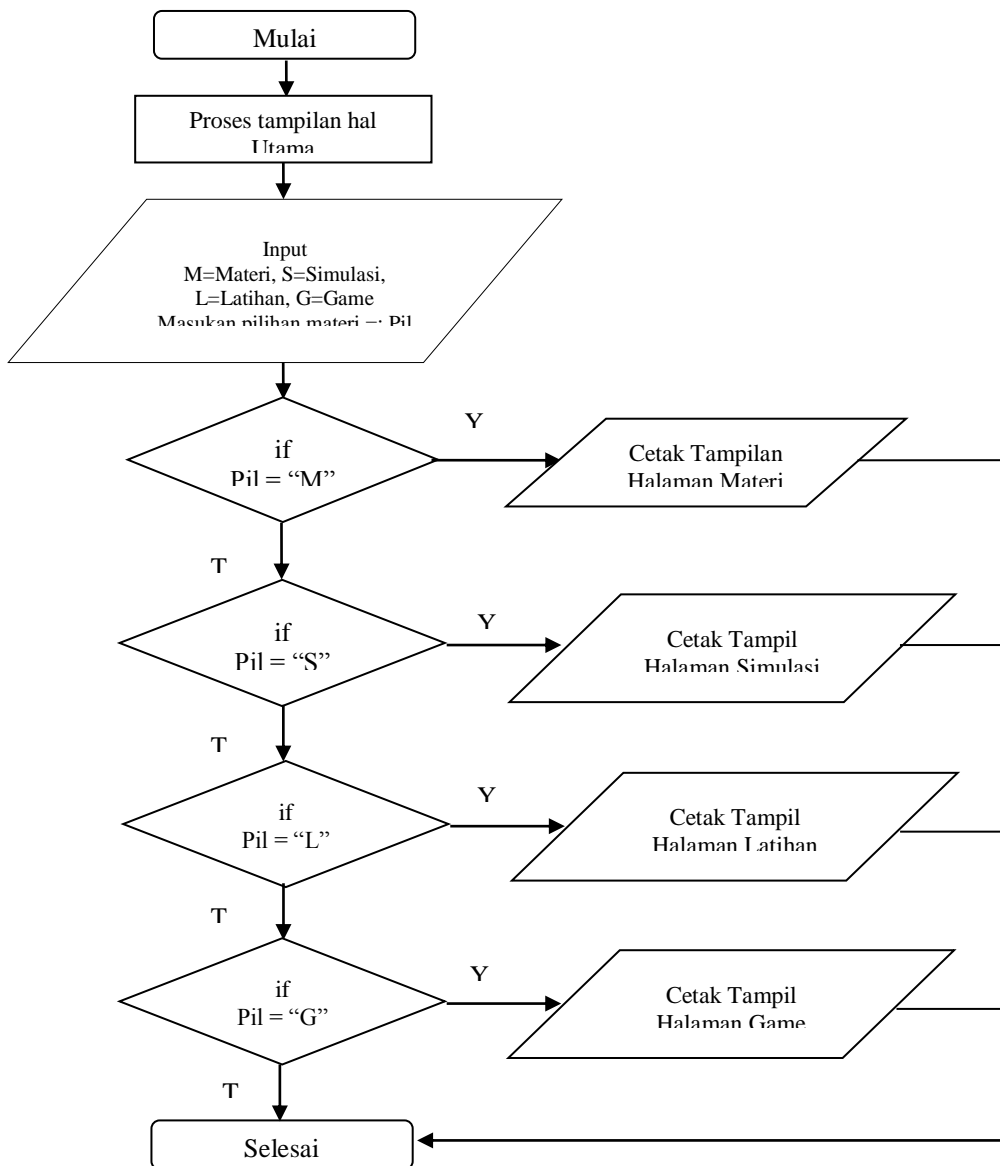 Mulai
Proses tampilan hal
Utama
Input
M=Materi, S=Simulasi,
L=Latihan, G=Game
Masukan pilihan materi =: Pil
if
Pil = “M”
Y
Cetak Tampilan
Halaman Materi
T
if
Pil = “S”
Y
Cetak Tampil
Halaman Simulasi
T
if
Pil = “L”
Y
Cetak Tampil
Halaman Latihan
T
if
Pil = “G”
Y
Cetak Tampil
Halaman Game
T
Selesai